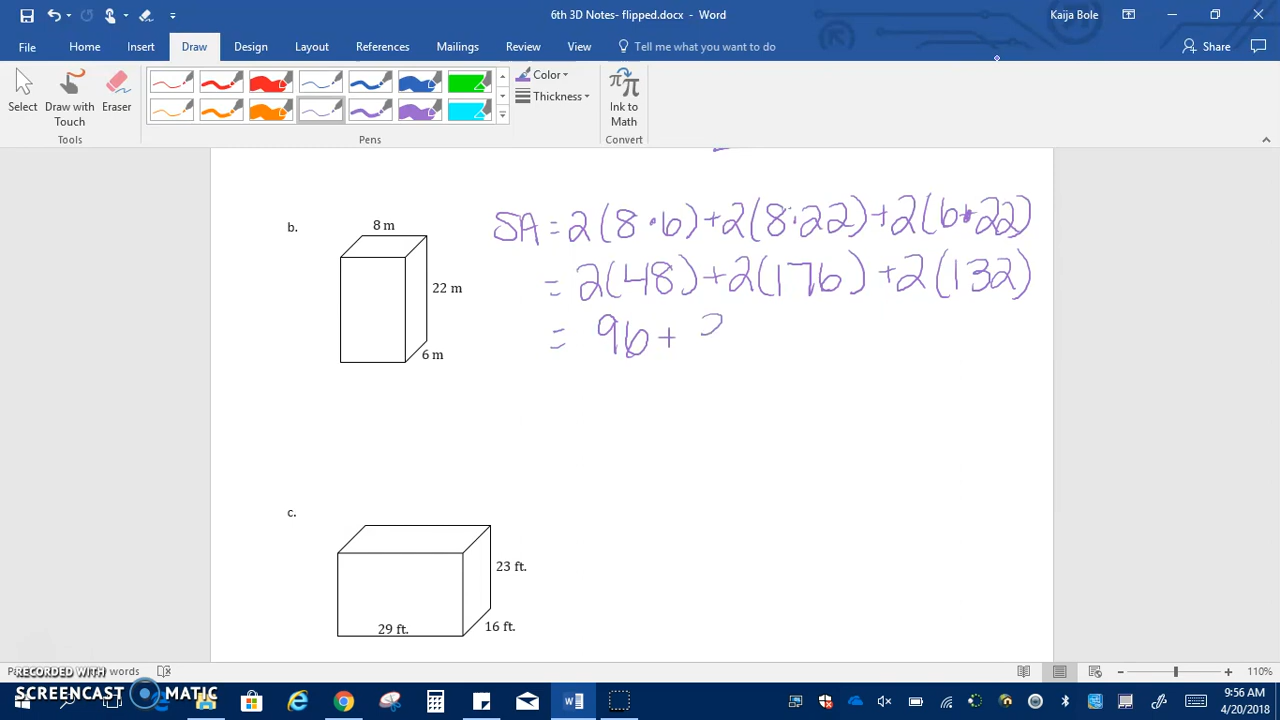 6th 3D Notes- flipped.docx - Word
Kaija Bole
File Home Insert Draw Design Layout References Mailings Review View Tell me what you want to do Share
Select
Draw with Touch
Eraser
Color
Thickness
Ink to Math
Tools
Pens
Convert
b.
8 m
22 m
6 m
SA = 2(8·6)+2(8·22)+2(6·22)
= 2(48)+2(176)+2(132)
= 96+
c.
23 ft.
29 ft.
16 ft.
words
110%
RECORDED WITH
SCREENCAST MATIC
9:56 AM
4/20/2018